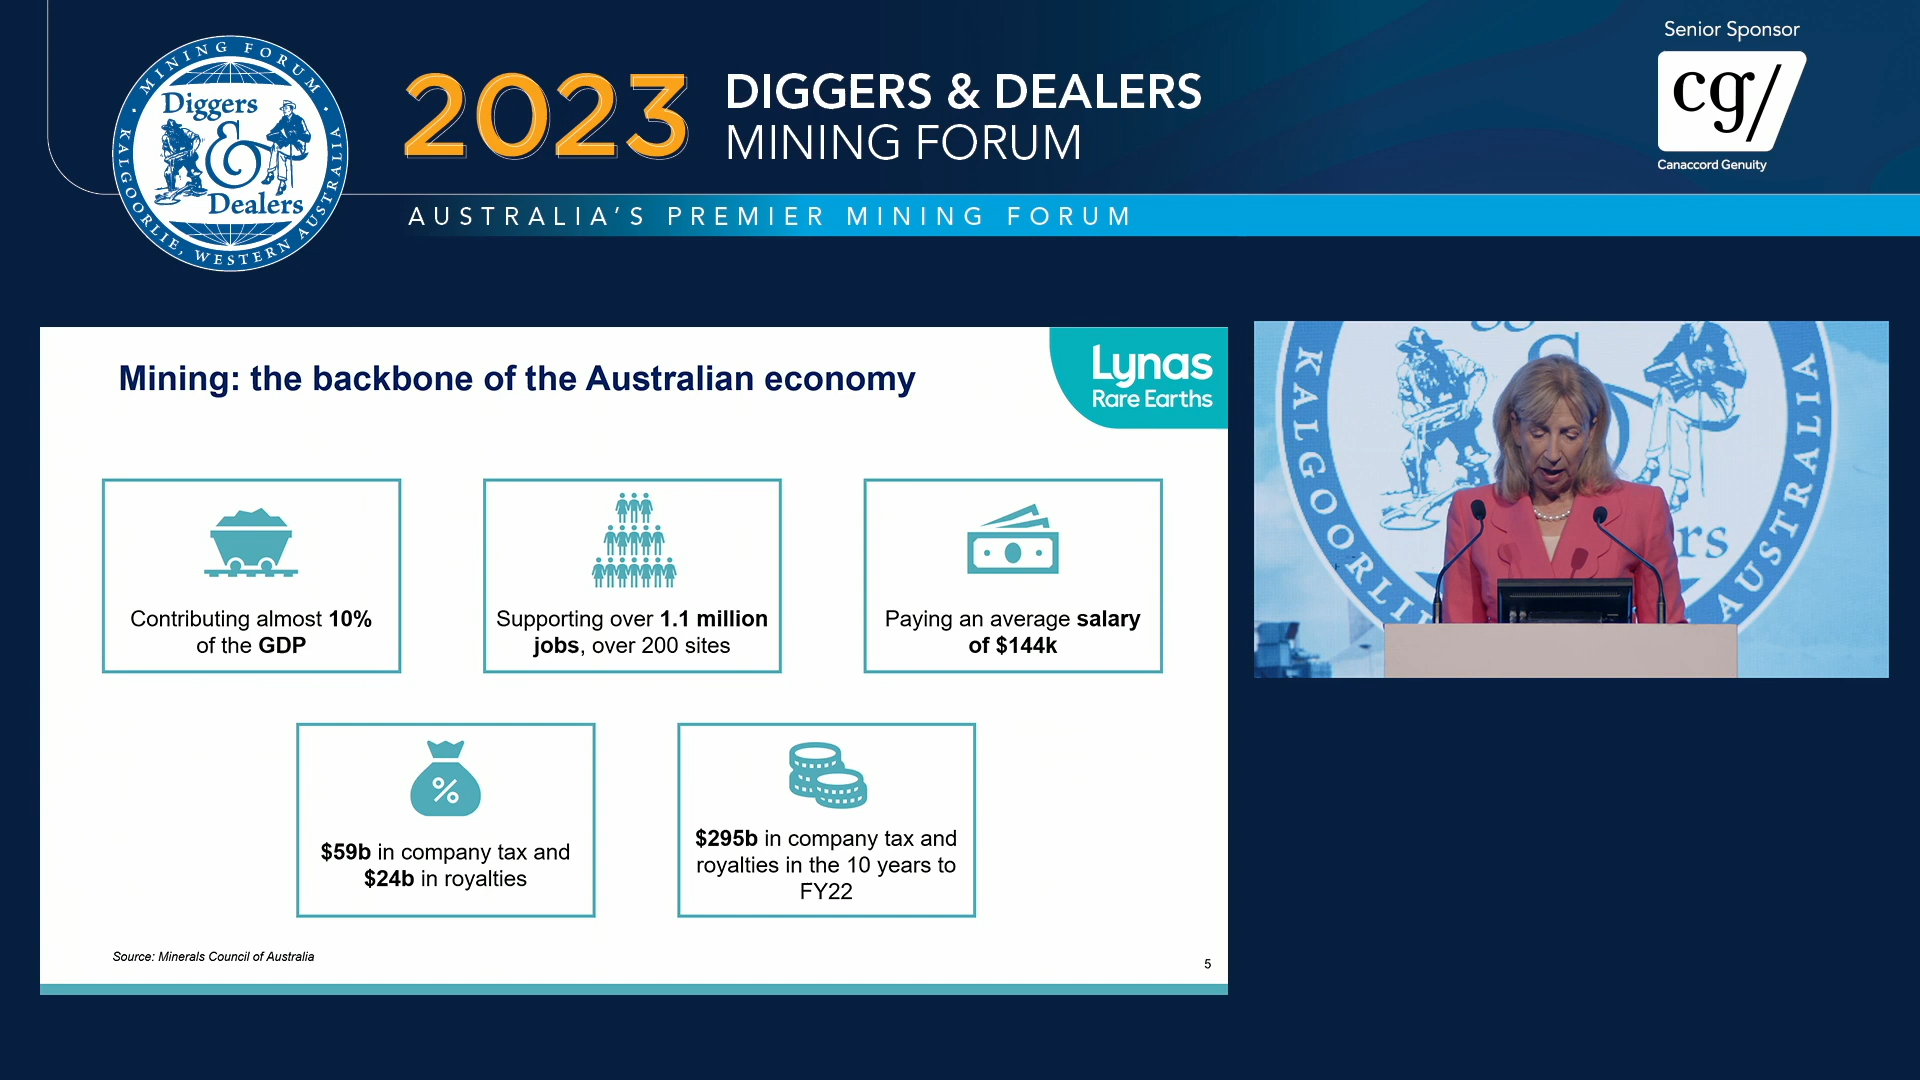 Senior Sponsor
cg/
Canaccord Genuity
MINING FORUM
Diggers
&
Dealers
KALGOORLIE, WESTERN AUSTRALIA
2023
DIGGERS & DEALERS
MINING FORUM
AUSTRALIA'S PREMIER MINING FORUM
Mining: the backbone of the Australian economy
Lynas
Rare Earths
Contributing almost 10%
of the GDP
Supporting over 1.1 million
jobs, over 200 sites
Paying an average salary
of $144k
$59b in company tax and
$24b in royalties
$295b in company tax and
royalties in the 10 years to
FY22
Source: Minerals Council of Australia
5
KALGOORLI
rs
AUSTRALIA